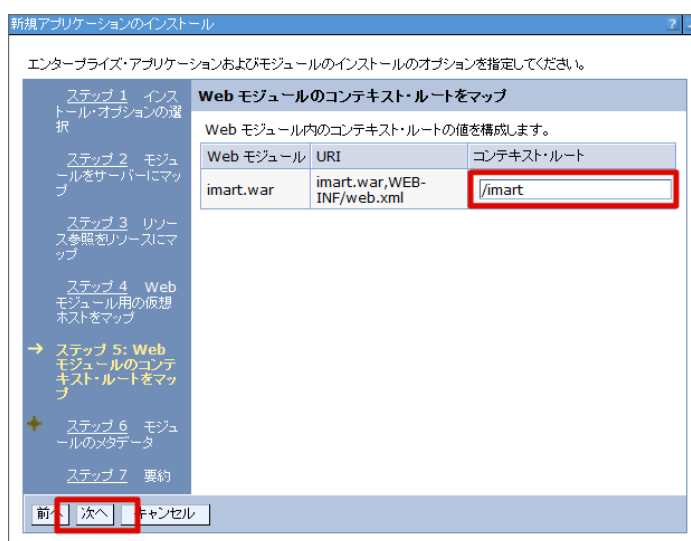 新規アプリケーションのインストール
?
エンタープライズ・アプリケーションおよびモジュールのインストールのオプションを指定してください。
ステップ 1 インス
トール・オプションの選
択
ステップ 2 モジュ
ールをサーバーにマッ
プ
ステップ 3 リソー
ス参照をリソースにマ
ップ
ステップ 4 Web
モジュール用の仮想
ホストをマップ
→ ステップ 5: Web
モジュールのコンテ
キスト・ルートをマッ
プ
ステップ 6 モジュ
ールのメタデータ
ステップ 7 要約
Web モジュールのコンテキスト・ルートをマップ
Web モジュール内のコンテキスト・ルートの値を構成します。
Web モジュール URI コンテキスト・ルート
imart.war imart.war,WEB-
INF/web.xml /imart
前へ 次へ キャンセル